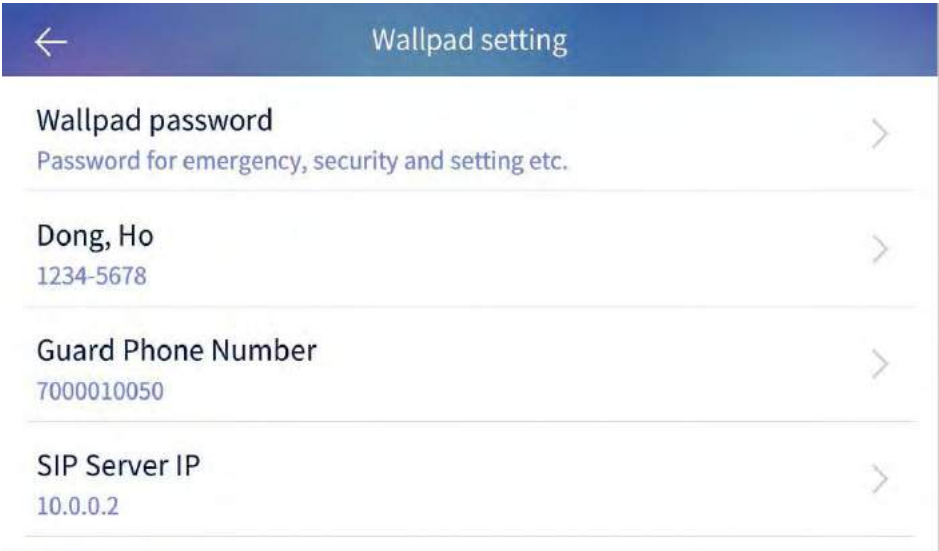 Wallpad setting
Wallpad password
Password for emergency, security and setting etc.
Dong, Ho
1234-5678
Guard Phone Number
7000010050
SIP Server IP
10.0.0.2